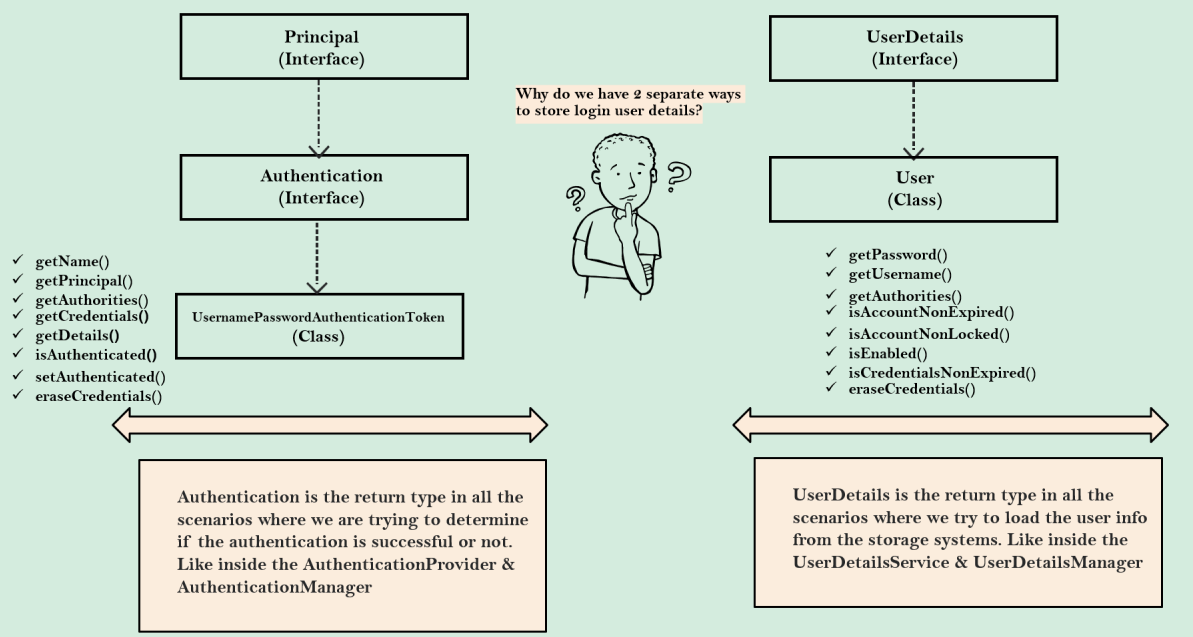 Principal
(Interface)
Authentication
(Interface)
UsernamePasswordAuthenticationToken
(Class)
✓ getName()
✓ getPrincipal()
✓ getAuthorities()
✓ getCredentials()
✓ getDetails()
✓ isAuthenticated()
✓ setAuthenticated()
✓ eraseCredentials()
Authentication is the return type in all the
scenarios where we are trying to determine
if the authentication is successful or not.
Like inside the AuthenticationProvider &
AuthenticationManager
Why do we have 2 separate ways
to store login user details?
?
?
UserDetails
(Interface)
User
(Class)
✓ getPassword()
✓ getUsername()
✓ getAuthorities()
✓ isAccountNonExpired()
✓ isAccountNonLocked()
✓ isEnabled()
✓ isCredentialsNonExpired()
✓ eraseCredentials()
UserDetails is the return type in all the
scenarios where we try to load the user info
from the storage systems. Like inside the
UserDetailsService & UserDetailsManager